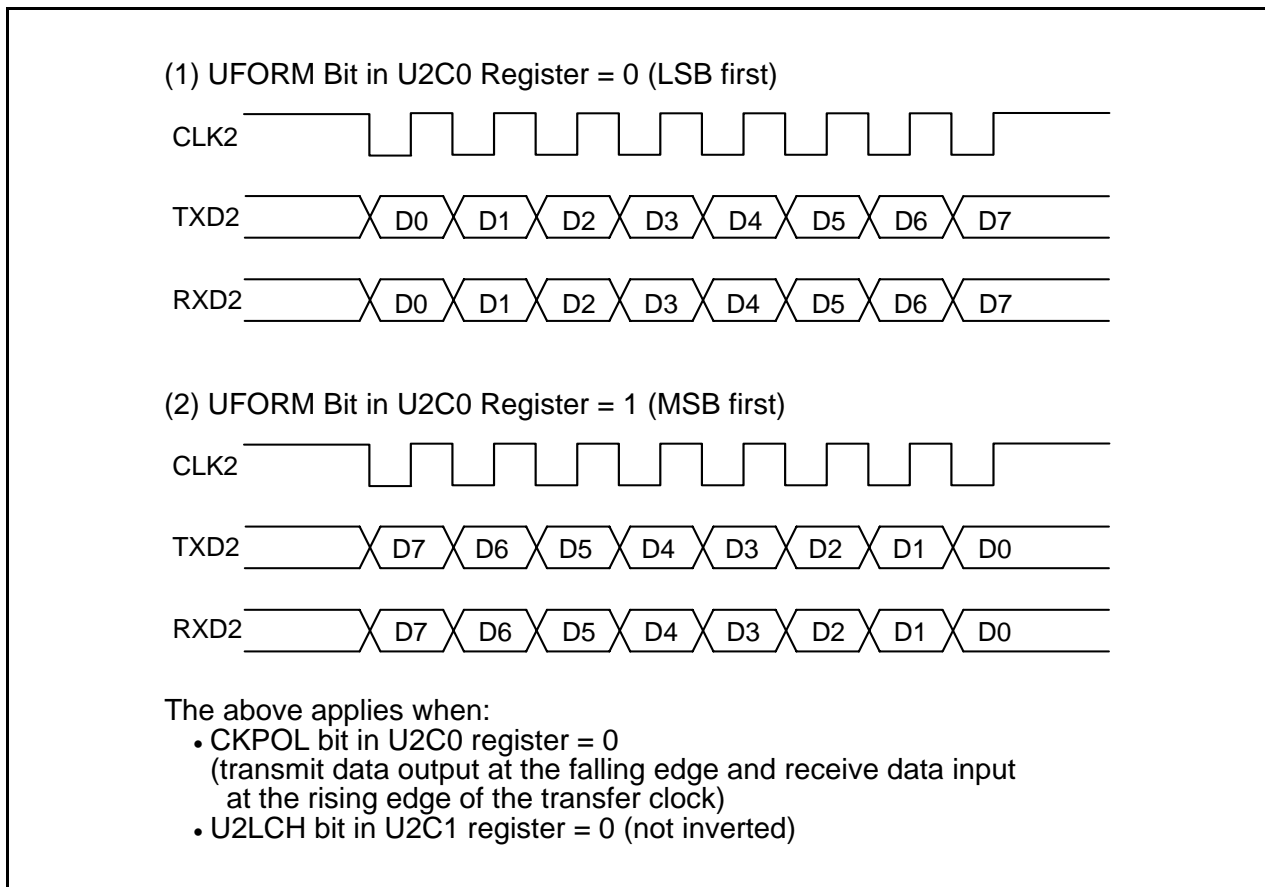 (1) UFORM Bit in U2C0 Register = 0 (LSB first)
CLK2
TXD2 D0 D1 D2 D3 D4 D5 D6 D7
RXD2 D0 D1 D2 D3 D4 D5 D6 D7
(2) UFORM Bit in U2C0 Register = 1 (MSB first)
CLK2
TXD2 D7 D6 D5 D4 D3 D2 D1 D0
RXD2 D7 D6 D5 D4 D3 D2 D1 D0
The above applies when:
• CKPOL bit in U2C0 register = 0
(transmit data output at the falling edge and receive data input
at the rising edge of the transfer clock)
• U2LCH bit in U2C1 register = 0 (not inverted)